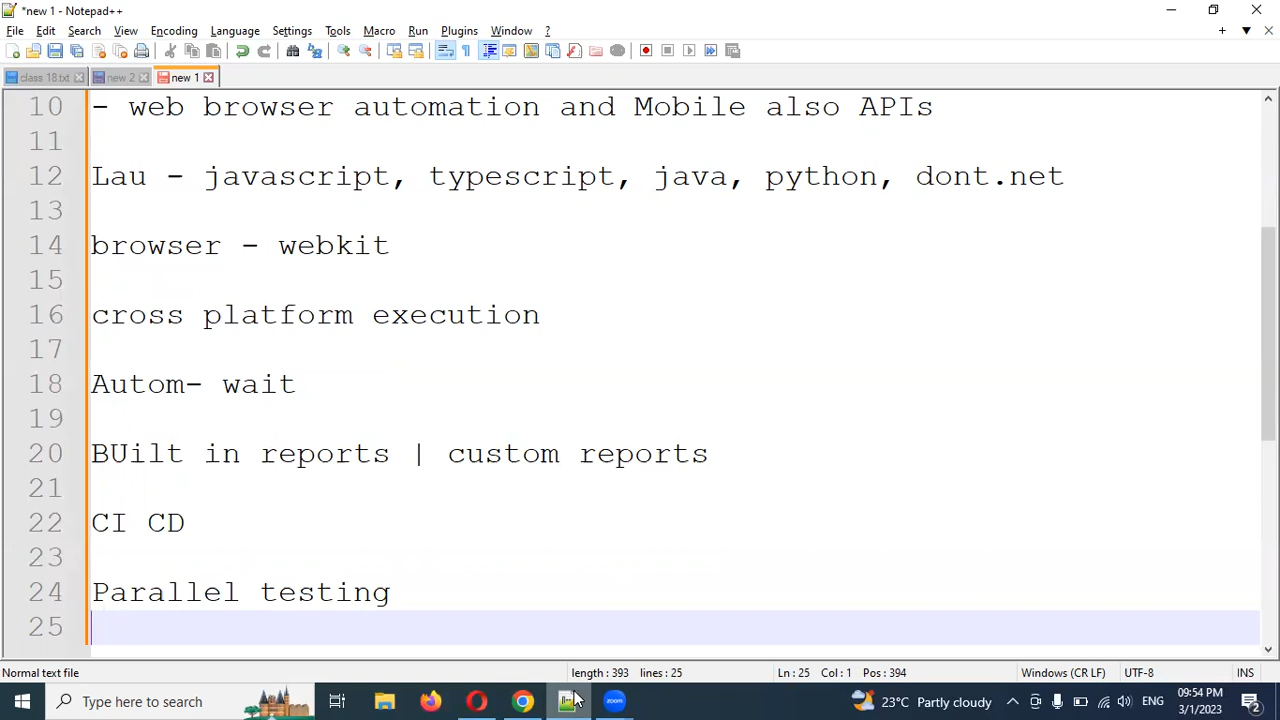 *new 1 - Notepad++
File Edit Search View Encoding Language Settings Tools Macro Run Plugins Window ?
class 18.txt new 2 new 1
10 - web browser automation and Mobile also APIs
11
12 Lau - javascript, typescript, java, python, dont.net
13
14 browser - webkit
15
16 cross platform execution
17
18 Autom- wait
19
20 BUilt in reports | custom reports
21
22 CI CD
23
24 Parallel testing
25
Normal text file length : 393 lines : 25 Ln : 25 Col : 1 Pos : 394 Windows (CR LF) UTF-8 INS
Type here to search zoom 23°C Partly cloudy ENG 09:54 PM 3/1/2023 2